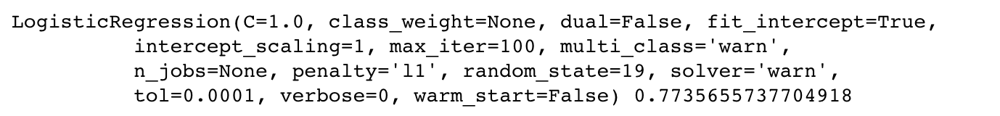 LogisticRegression(C=1.0, class_weight=None, dual=False, fit_intercept=True,
intercept_scaling=1, max_iter=100, multi_class='warn',
n_jobs=None, penalty='l1', random_state=19, solver='warn',
tol=0.0001, verbose=0, warm_start=False) 0.7735655737704918